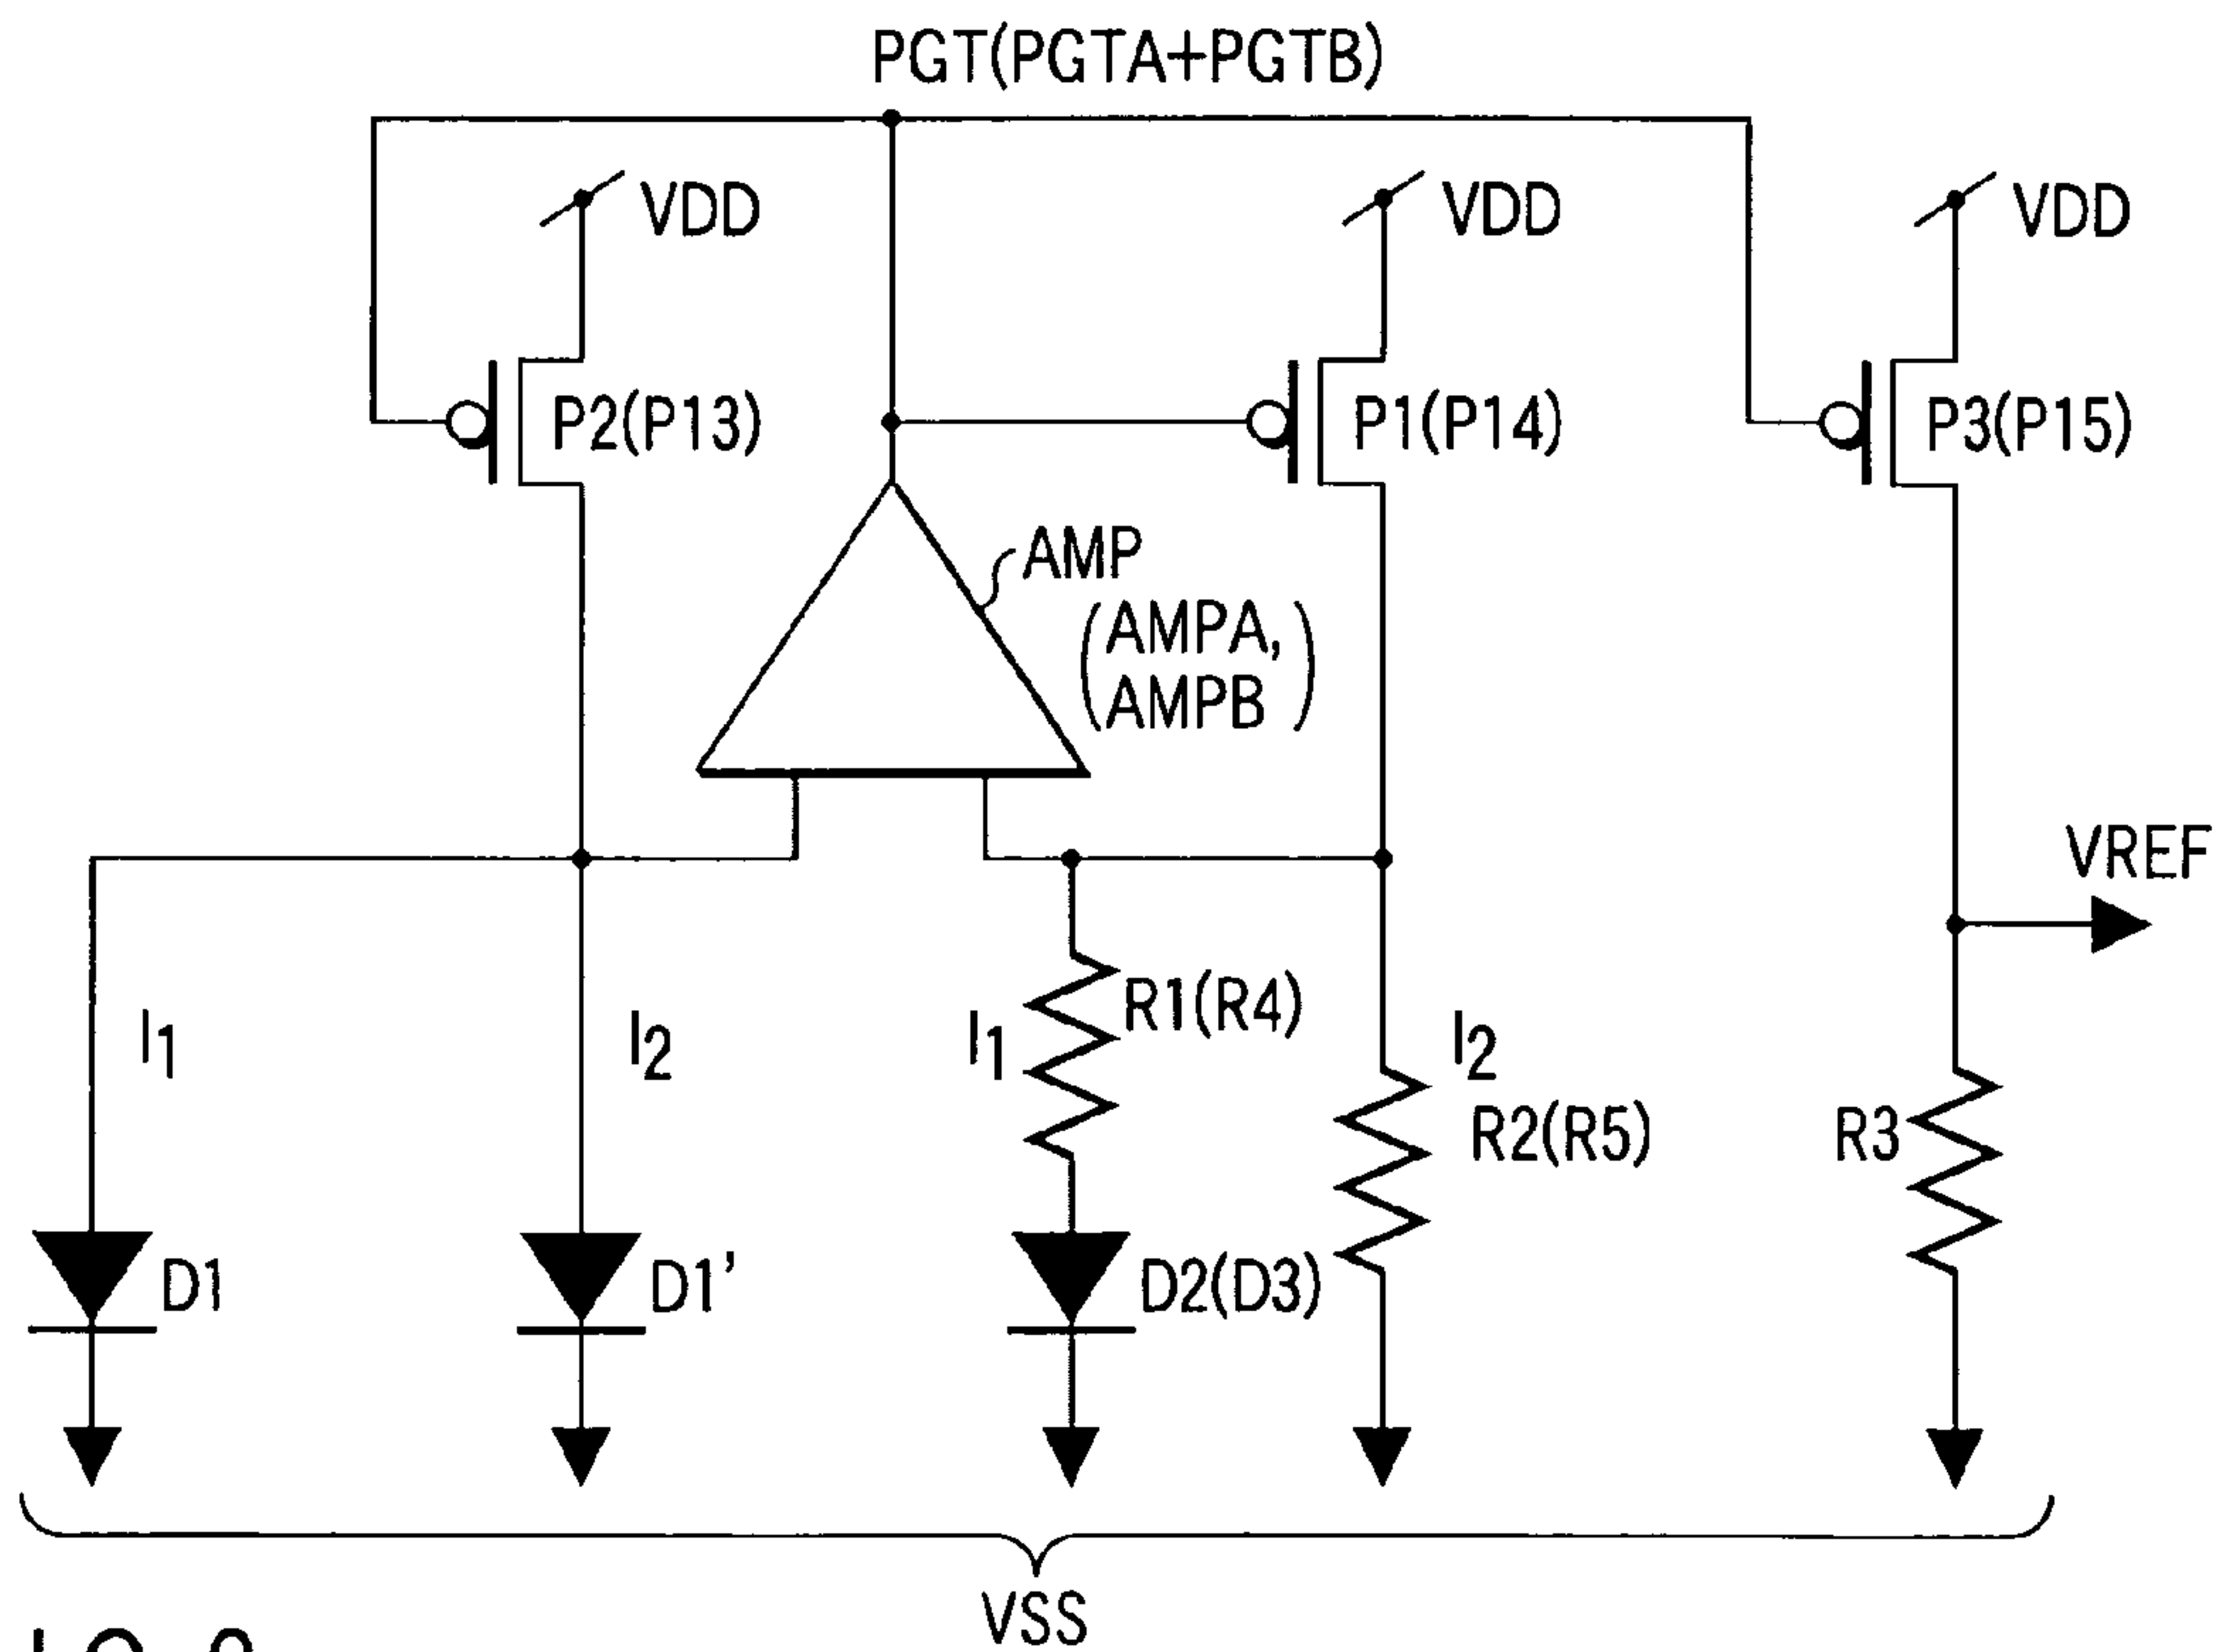 PGT(PGTA+PGTB)
VDD
VDD
VDD
P2(P13)
P1(P14)
P3(P15)
AMP
(AMPA,
AMPB)
VREF
I1
I2
I1
R1(R4)
I2
R2(R5)
R3
D1
D1'
D2(D3)
VSS